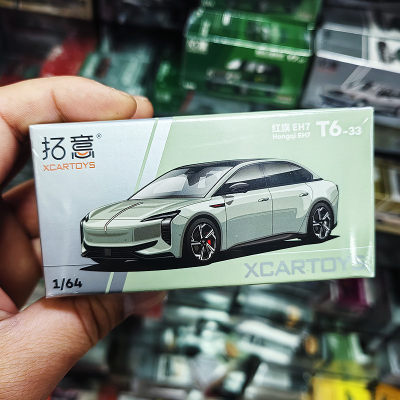 拓意®
XCARTOYS
红旗 EH7
Hongqi EH7
T6-33
XCARTOYS
1/64